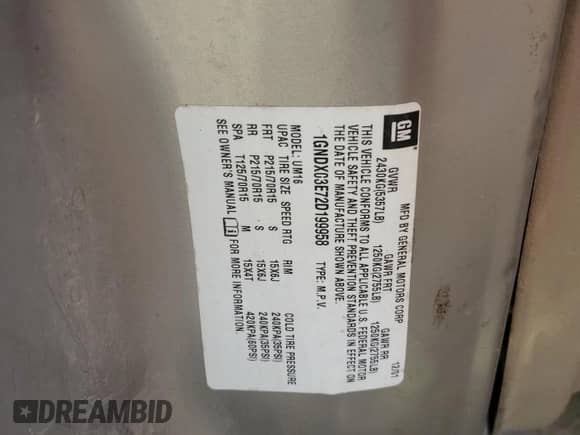 GM
MFD BY GENERAL MOTORS CORP 12/01
GVWR GAWR FRT GAWR RR
2430KG(5357LB) 1250KG(2755LB) 1250KG(2755LB)
THIS VEHICLE CONFORMS TO ALL APPLICABLE U.S. FEDERAL MOTOR
VEHICLE SAFETY AND THEFT PREVENTION STANDARDS IN EFFECT ON
THE DATE OF MANUFACTURE SHOWN ABOVE.
1GNDX03E72D199958 TYPE: M.P.V.
MODEL: UM16
UAPC TIRE SIZE SPEED RTG RIM COLD TIRE PRESSURE
FRT P215/70R15 S 15X6J 240KPA(35PSI)
RR P215/70R15 S 15X6J 240KPA(35PSI)
SPA T125/70R15 M 15X4T 420KPA(60PSI)
SEE OWNER'S MANUAL FOR MORE INFORMATION.
DREAMBID